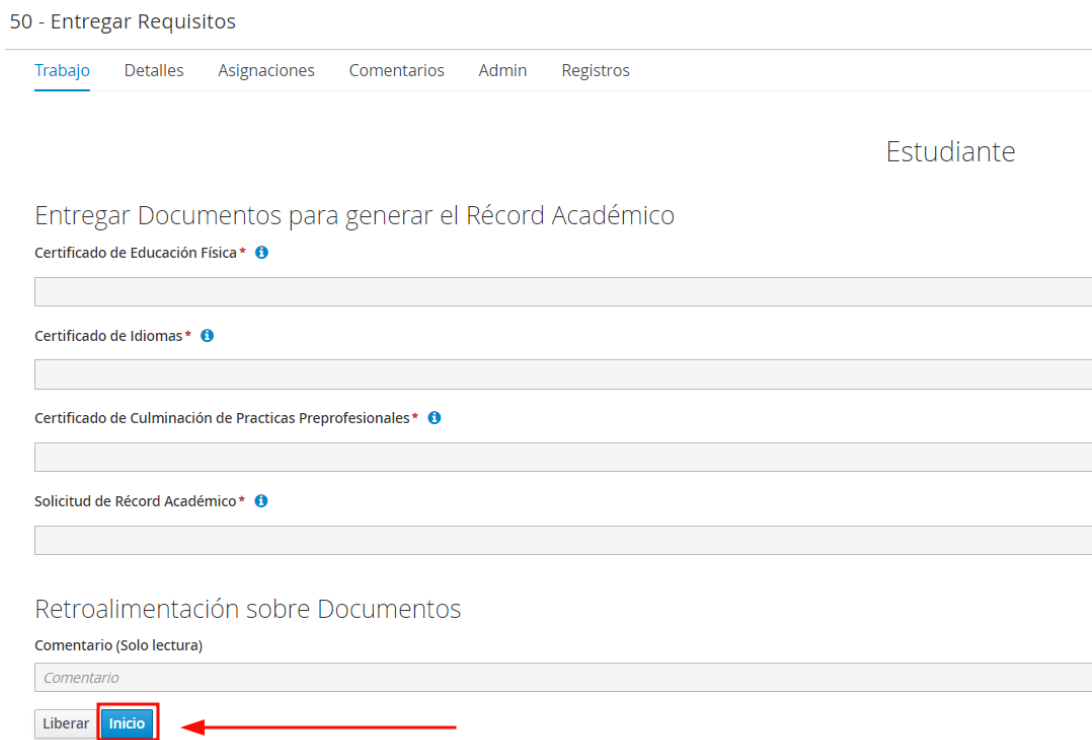 50 - Entregar Requisitos
Trabajo Detalles Asignaciones Comentarios Admin Registros
Estudiante
Entregar Documentos para generar el Récord Académico
Certificado de Educación Física*
Certificado de Idiomas*
Certificado de Culminación de Practicas Preprofesionales*
Solicitud de Récord Académico*
Retroalimentación sobre Documentos
Comentario (Solo lectura)
Comentario
Liberar Inicio